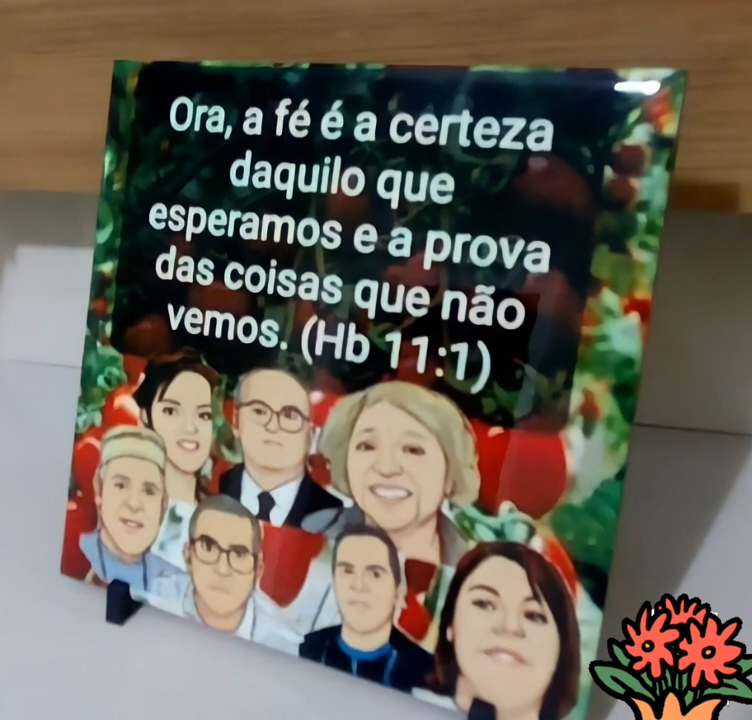 Ora, a fé é a certeza
daquilo que
esperamos e a prova
das coisas que não
vemos. (Hb 11:1)